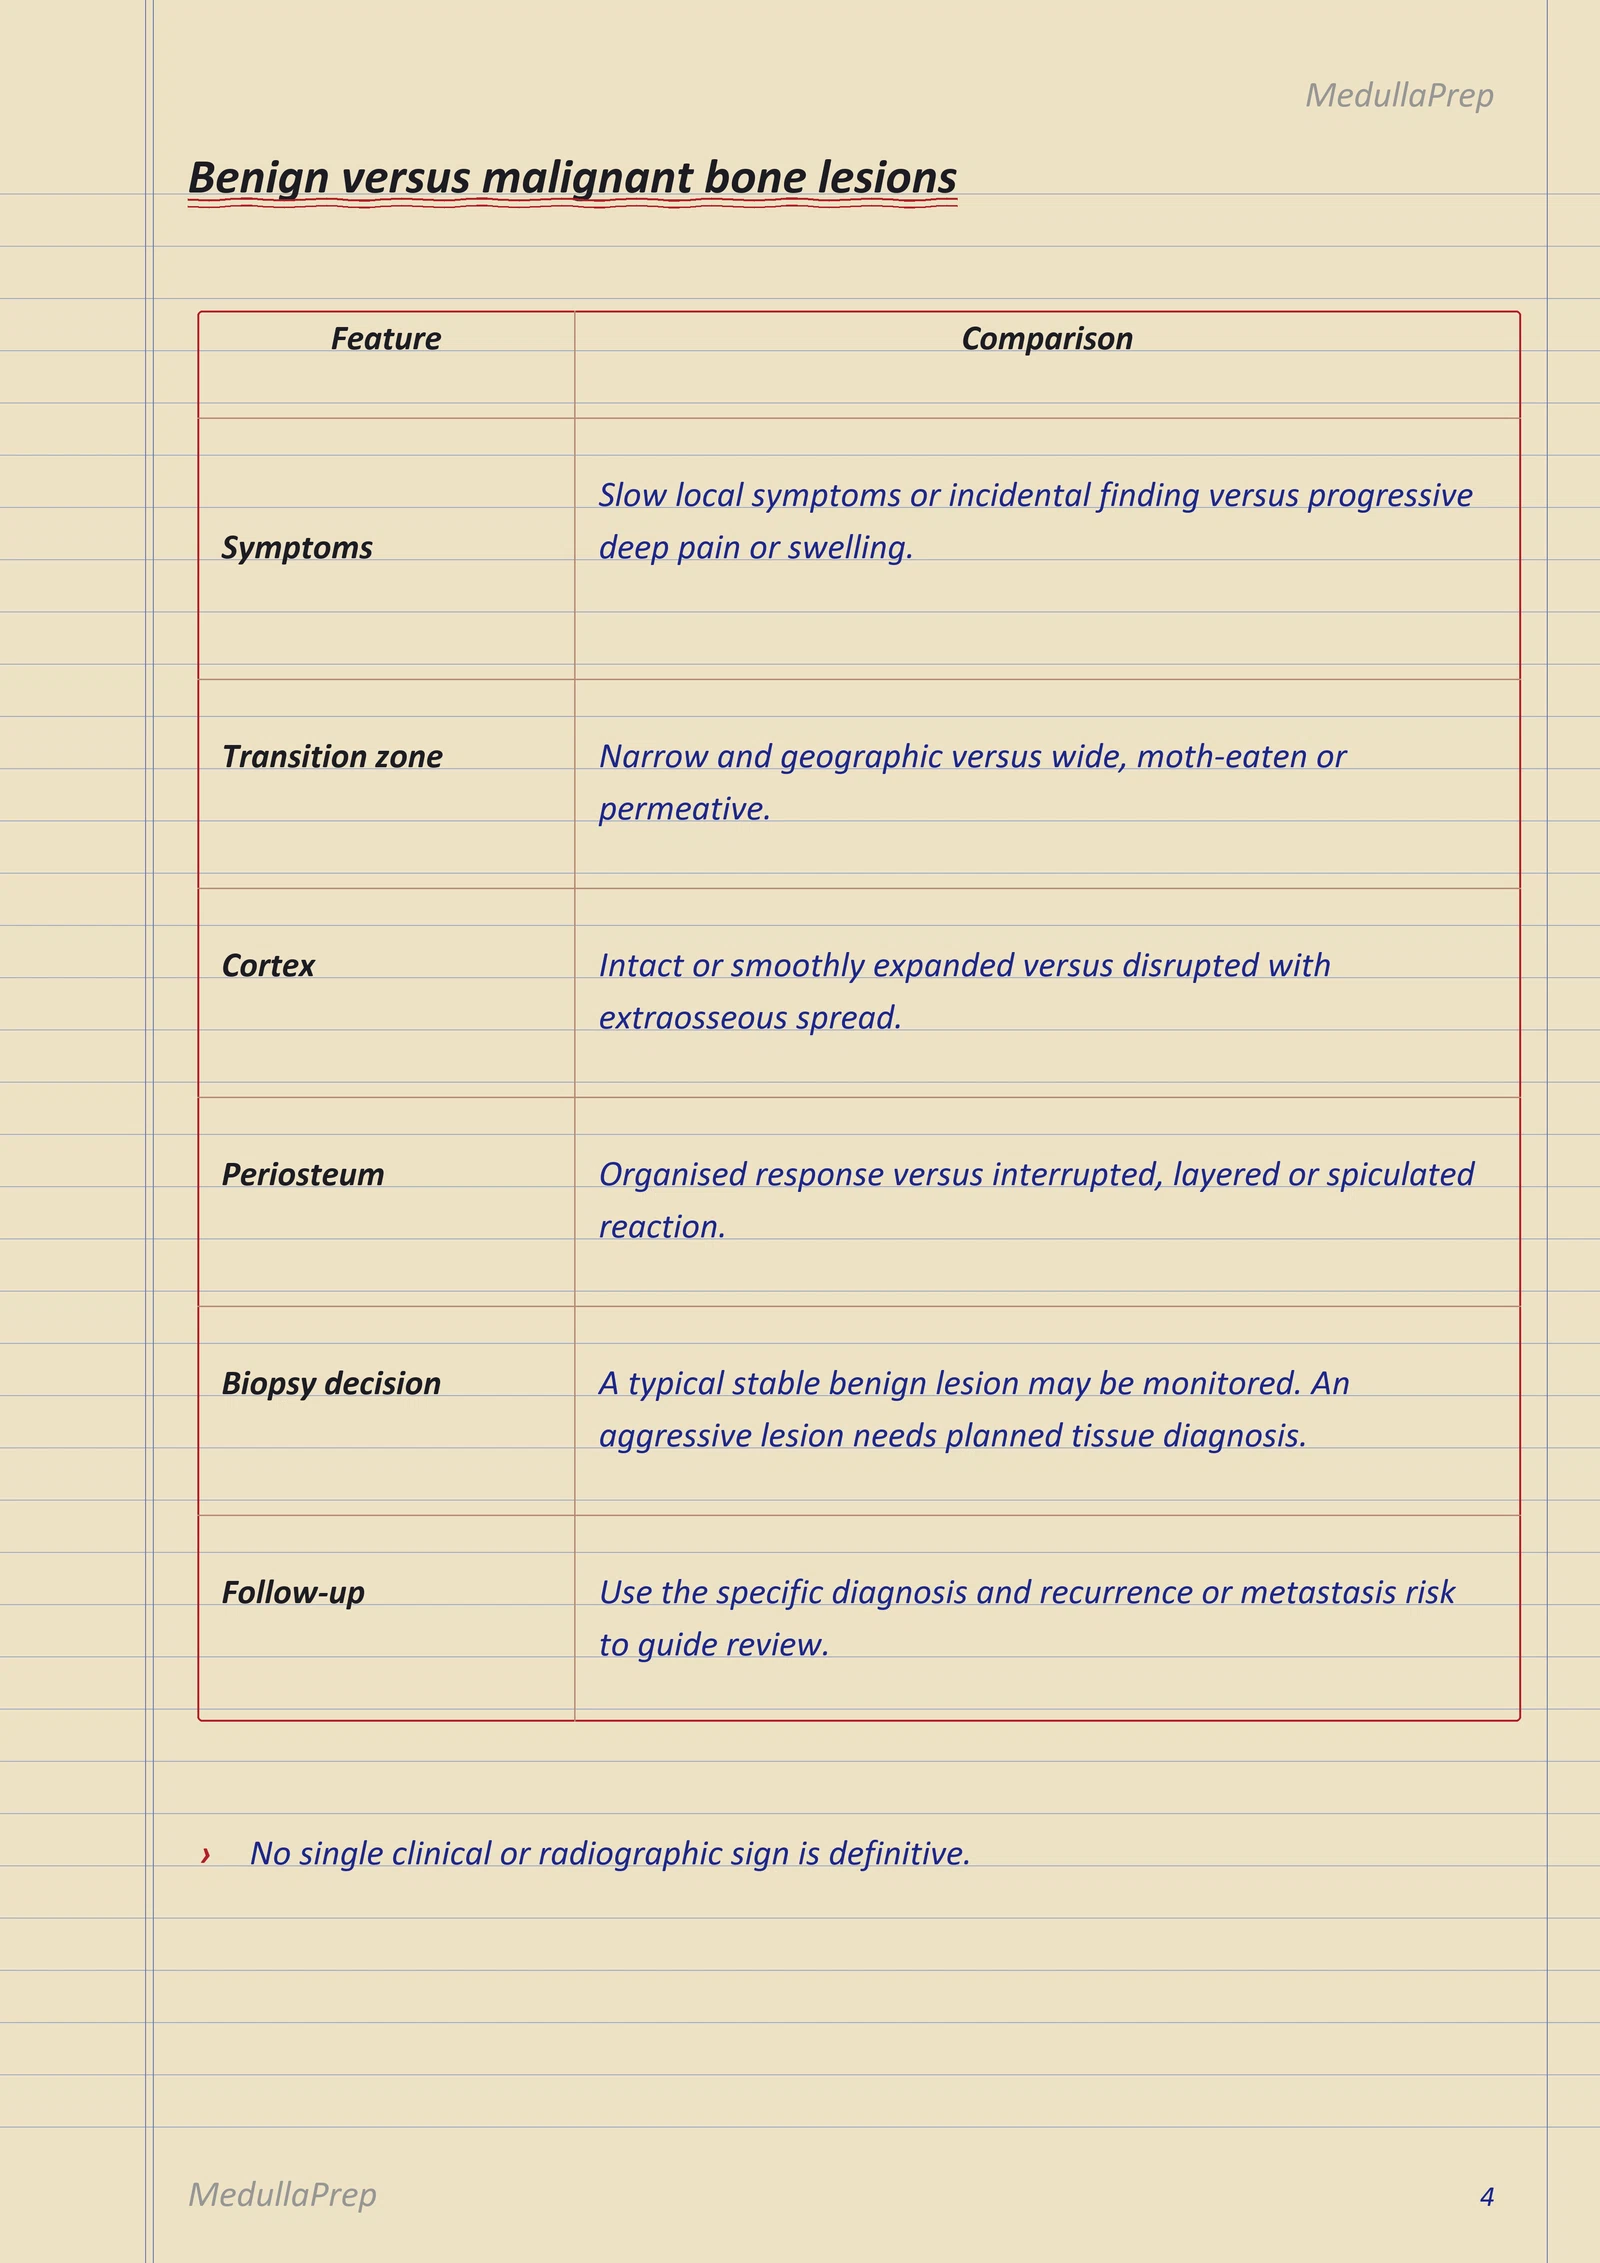 MedullaPrep
Benign versus malignant bone lesions
Feature
Comparison
Symptoms
Slow local symptoms or incidental finding versus progressive
deep pain or swelling.
Transition zone
Narrow and geographic versus wide, moth-eaten or
permeative.
Cortex
Intact or smoothly expanded versus disrupted with
extraosseous spread.
Periosteum
Organised response versus interrupted, layered or spiculated
reaction.
Biopsy decision
A typical stable benign lesion may be monitored. An
aggressive lesion needs planned tissue diagnosis.
Follow-up
Use the specific diagnosis and recurrence or metastasis risk
to guide review.
› No single clinical or radiographic sign is definitive.
MedullaPrep
4